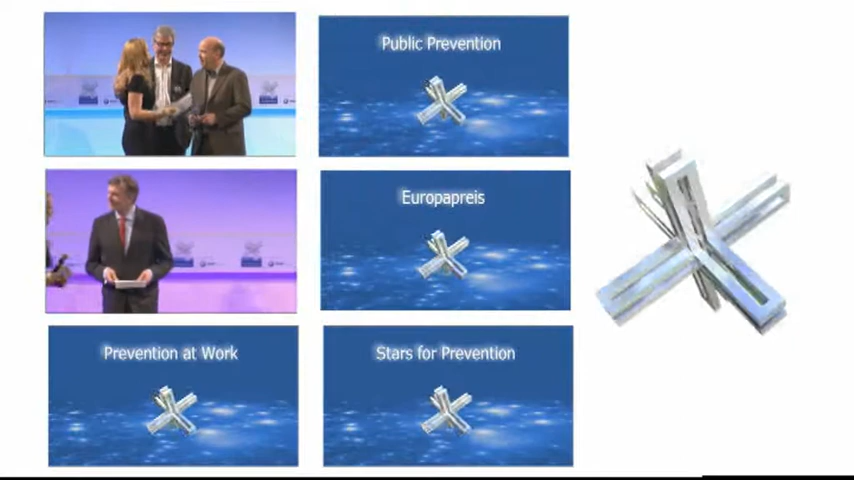 Public Prevention
Europapreis
Prevention at Work
Stars for Prevention